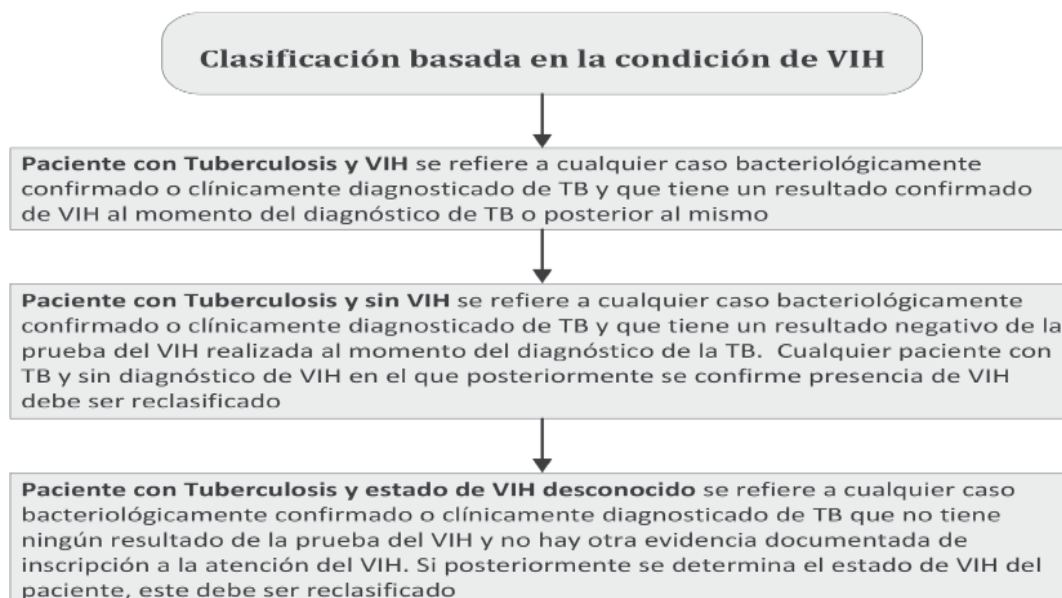 Clasificación basada en la condición de VIH
Paciente con Tuberculosis y VIH se refiere a cualquier caso bacteriológicamente
confirmado o clínicamente diagnosticado de TB y que tiene un resultado confirmado
de VIH al momento del diagnóstico de TB o posterior al mismo
Paciente con Tuberculosis y sin VIH se refiere a cualquier caso bacteriológicamente
confirmado o clínicamente diagnosticado de TB y que tiene un resultado negativo de la
prueba del VIH realizada al momento del diagnóstico de la TB. Cualquier paciente con
TB y sin diagnóstico de VIH en el que posteriormente se confirme presencia de VIH
debe ser reclasificado
Paciente con Tuberculosis y estado de VIH desconocido se refiere a cualquier caso
bacteriológicamente confirmado o clínicamente diagnosticado de TB que no tiene
ningún resultado de la prueba del VIH y no hay otra evidencia documentada de
inscripción a la atención del VIH. Si posteriormente se determina el estado de VIH del
paciente, este debe ser reclasificado